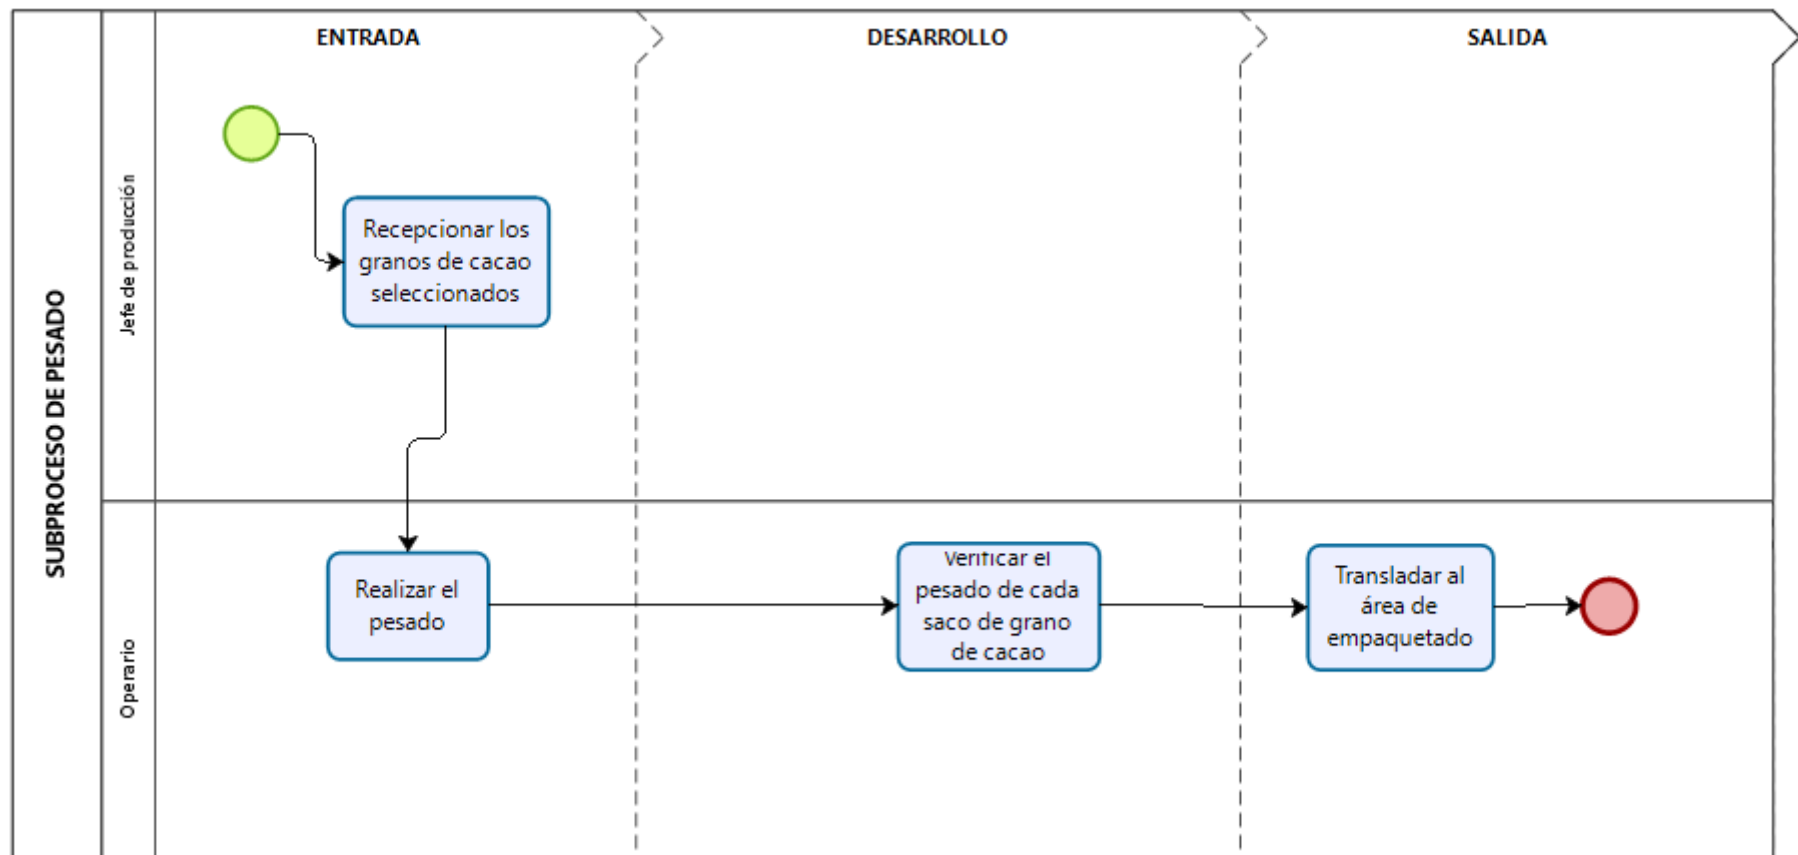 ENTRADA
DESARROLLO
SALIDA
SUBPROCESO DE PESADO
Jefe de producción
Recepcionar los
granos de cacao
seleccionados
Operario
Realizar el
pesado
Verificar el
pesado de cada
saco de grano
de cacao
Transladar al
área de
empaquetado